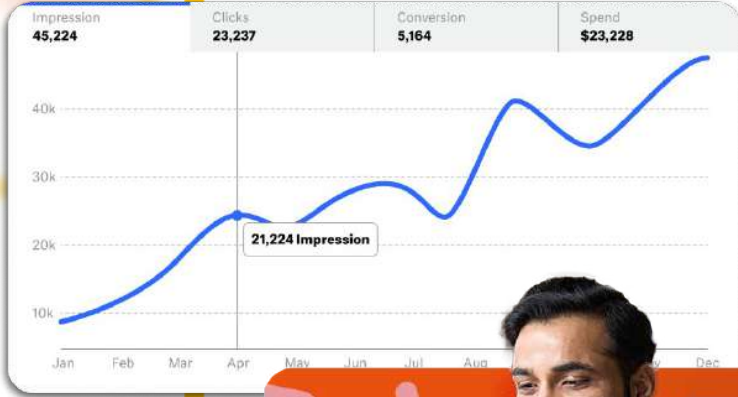 Impression Clicks Conversion Spend
45,224 23,237 5,164 $23,228
40k
30k
20k
21,224 Impression
10k
Jan Feb Mar Apr May Jun Jul Aug Dec